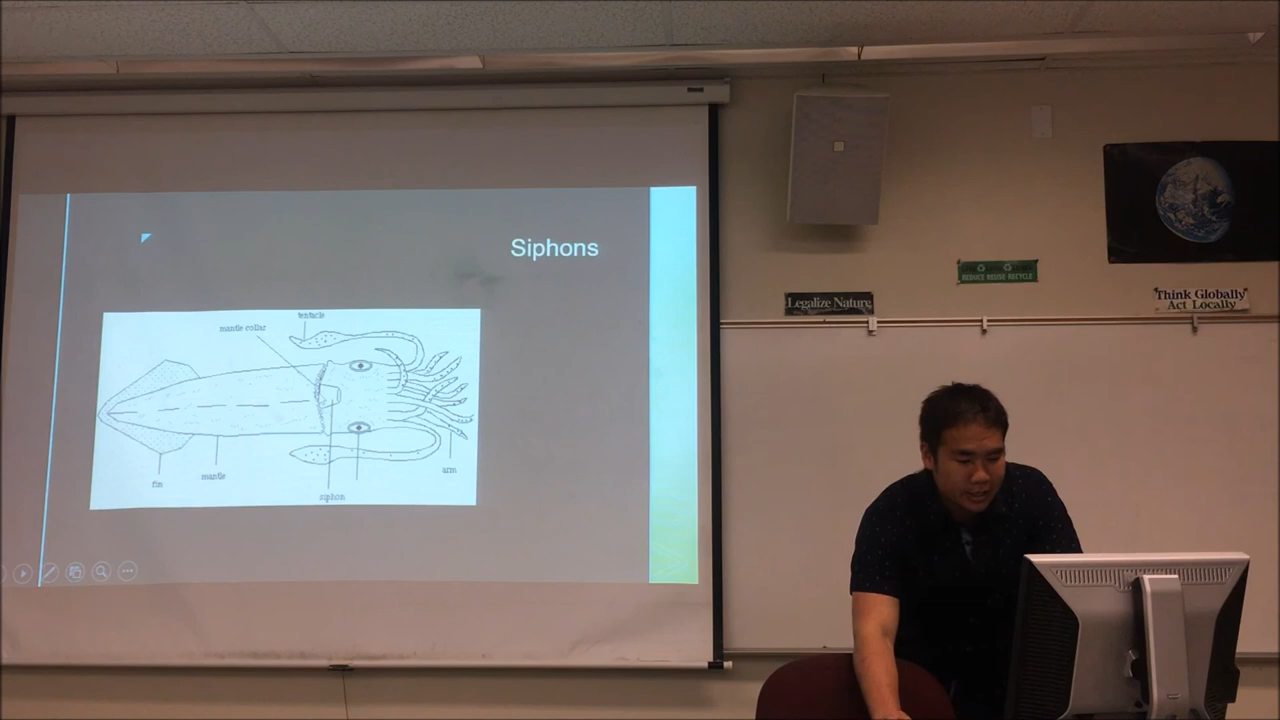 Siphons
tentacle
mantle collar
fin
mantle
siphon
arm
Legalize Nature
REDUCE REUSE RECYCLE
Think Globally
Act Locally